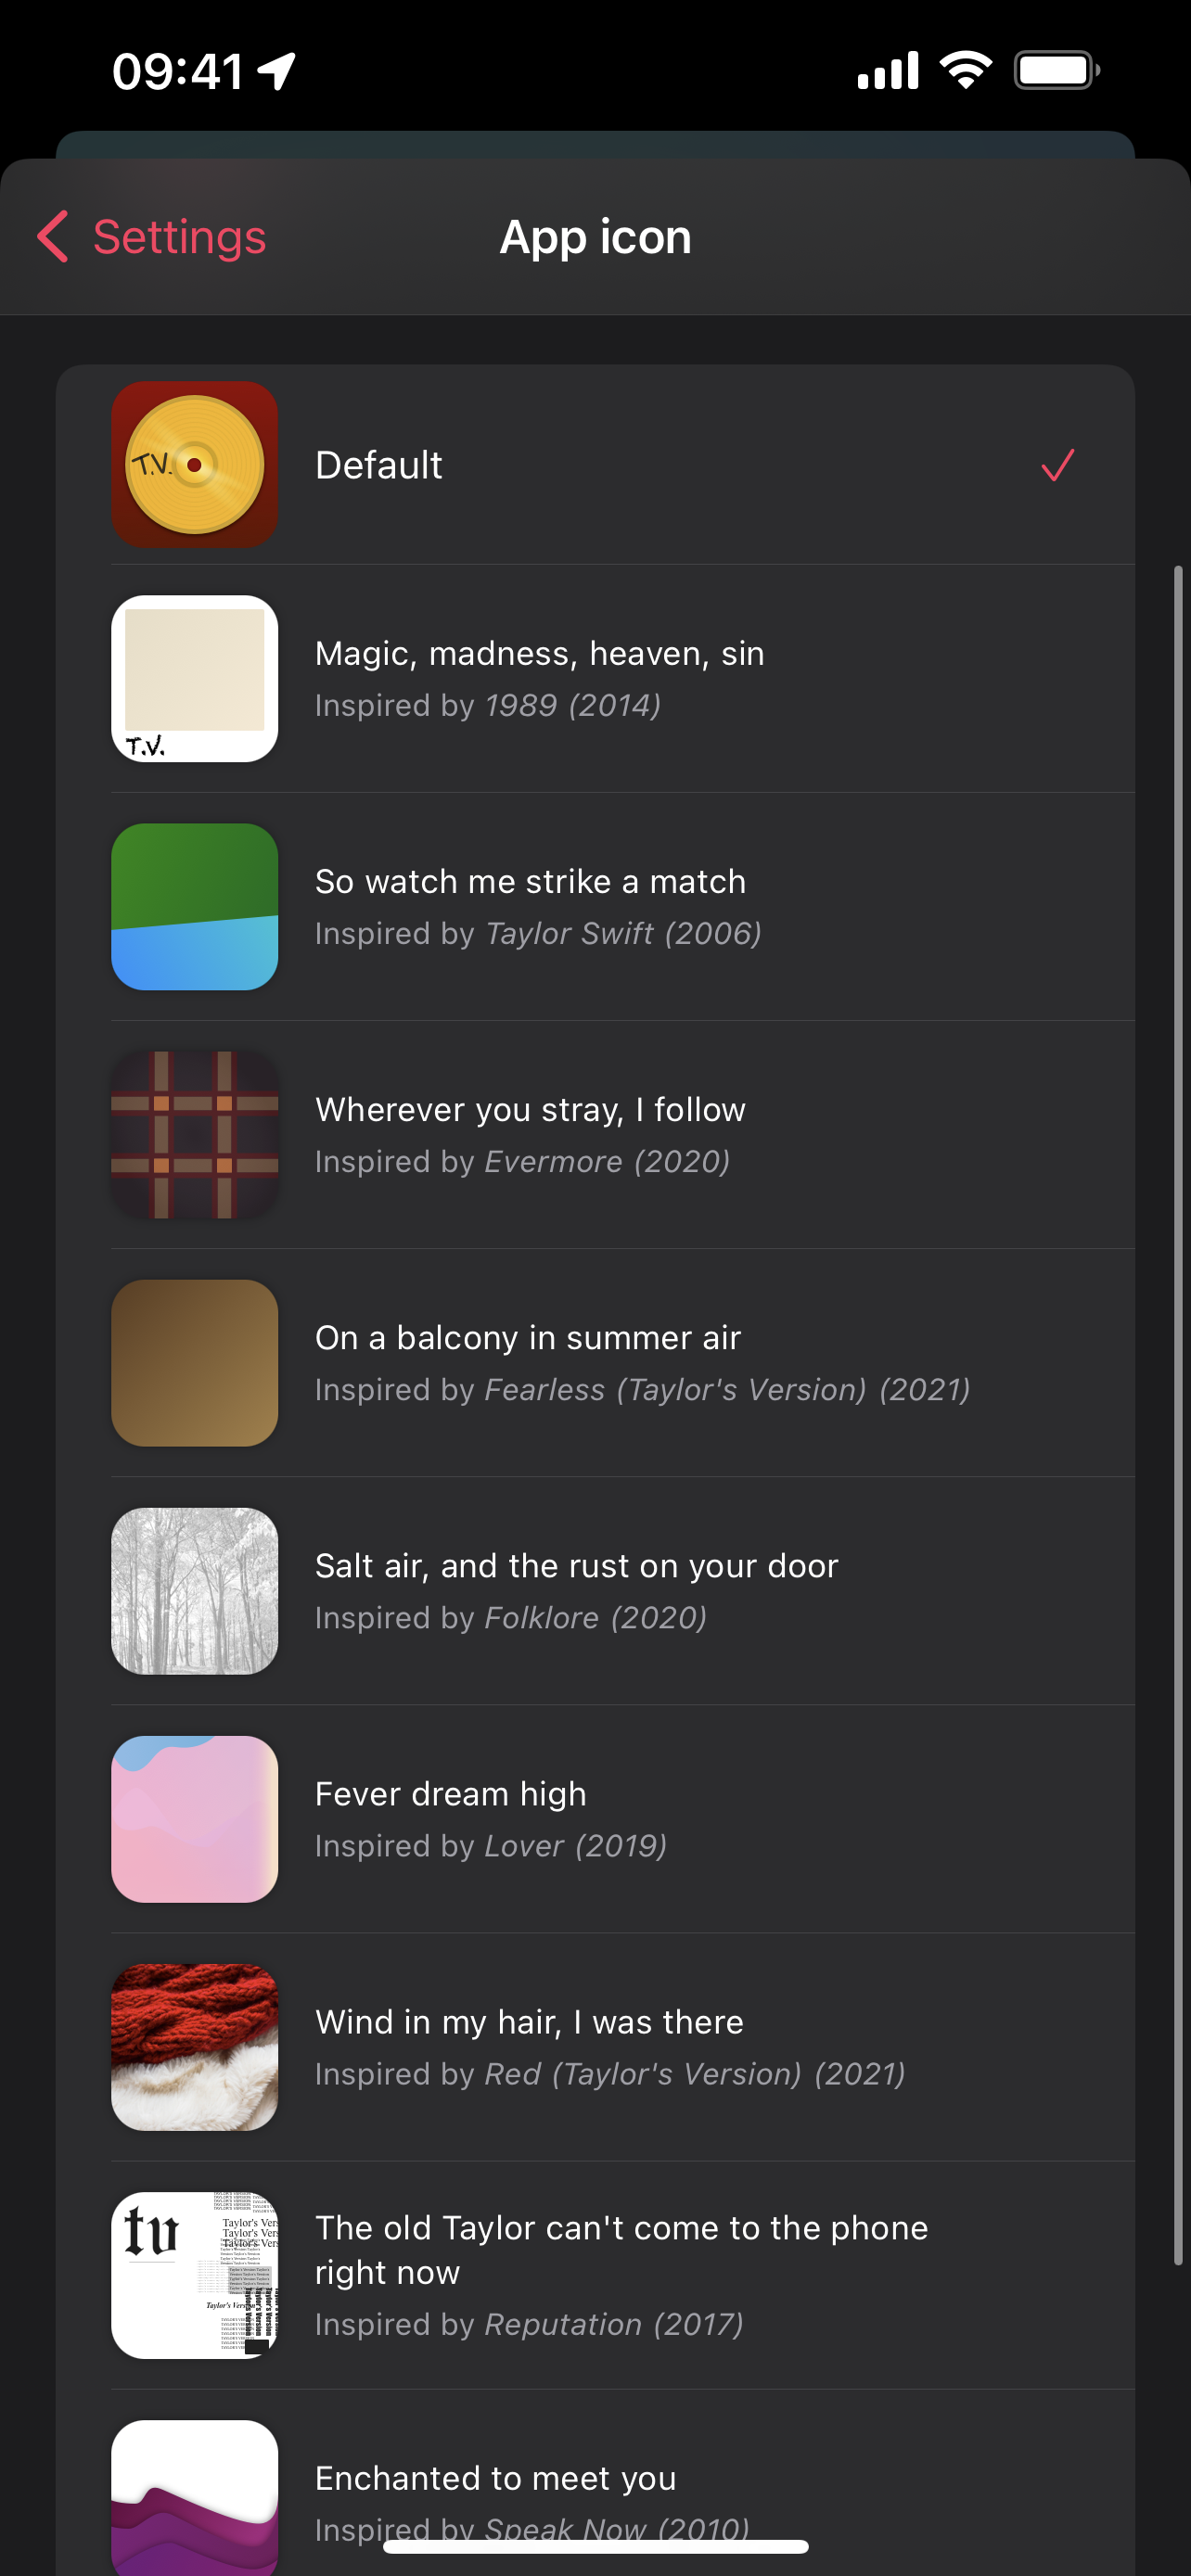 09:41
Settings
App icon
T.V.
Default
T.V.
Magic, madness, heaven, sin
Inspired by 1989 (2014)
So watch me strike a match
Inspired by Taylor Swift (2006)
Wherever you stray, I follow
Inspired by Evermore (2020)
On a balcony in summer air
Inspired by Fearless (Taylor's Version) (2021)
Salt air, and the rust on your door
Inspired by Folklore (2020)
Fever dream high
Inspired by Lover (2019)
Wind in my hair, I was there
Inspired by Red (Taylor's Version) (2021)
tv
Taylor's Vers
Taylor's Vers
Taylor's Vers
The old Taylor can't come to the phone
right now
Inspired by Reputation (2017)
Enchanted to meet you
Inspired by Speak Now (2010)